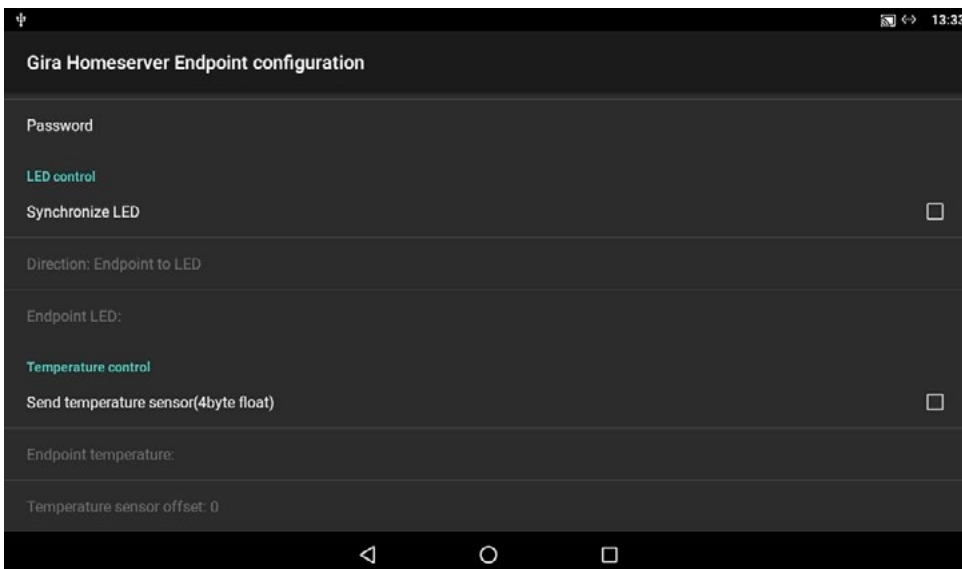 13:33
Gira Homeserver Endpoint configuration
Password
LED control
Synchronize LED
Direction: Endpoint to LED
Endpoint LED:
Temperature control
Send temperature sensor(4byte float)
Endpoint temperature:
Temperature sensor offset: 0